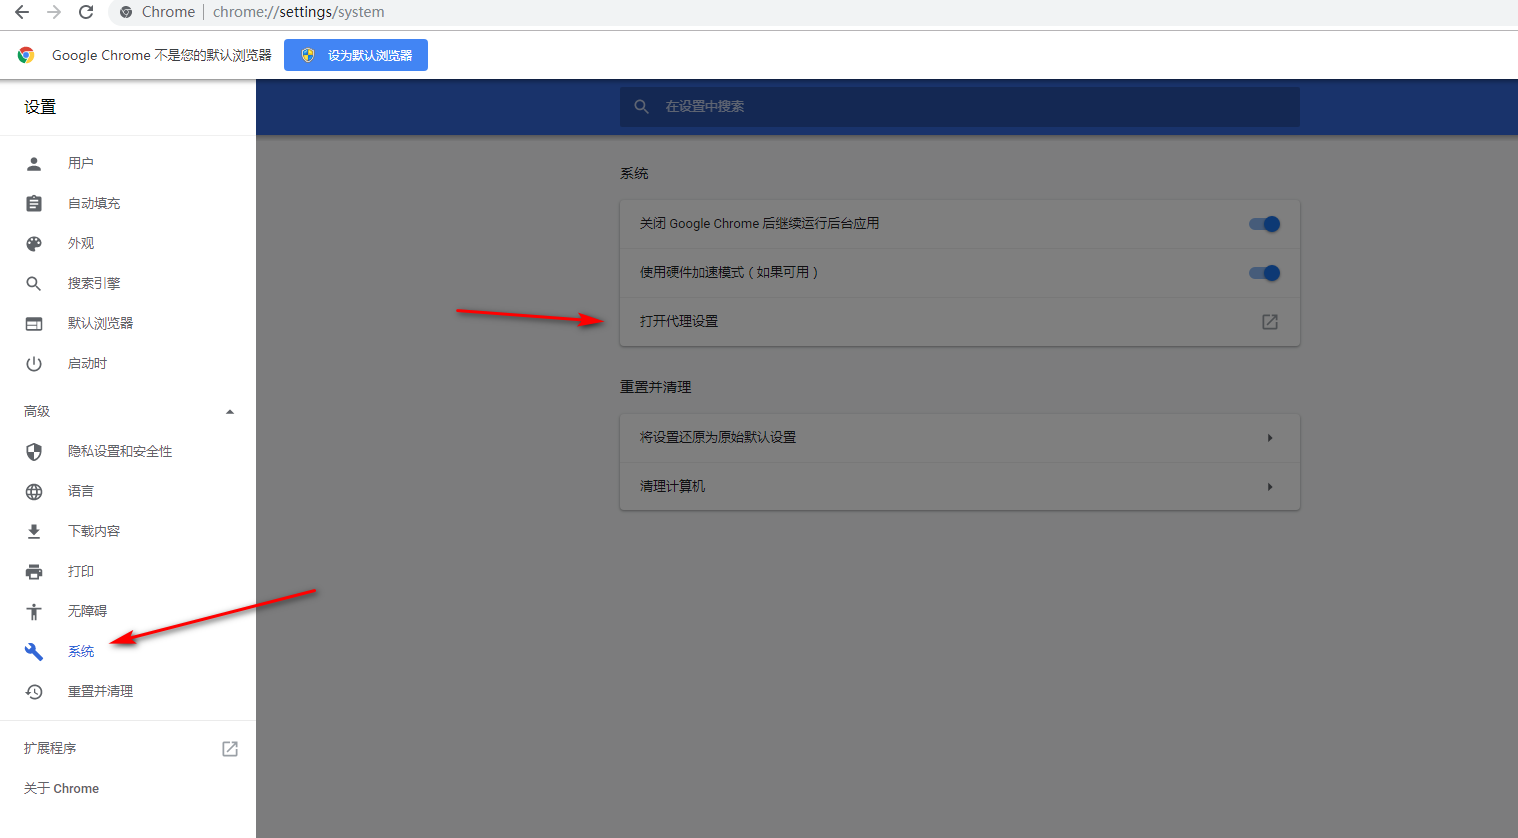 Chrome | chrome://settings/system
Google Chrome 不是您的默认浏览器 设为默认浏览器
设置
在设置中搜索
用户
自动填充
外观
搜索引擎
默认浏览器
启动时
高级
隐私设置和安全性
语言
下载内容
打印
无障碍
系统
重置并清理
扩展程序
关于 Chrome
系统
关闭 Google Chrome 后继续运行后台应用
使用硬件加速模式（如果可用）
打开代理设置
重置并清理
将设置还原为原始默认设置
清理计算机